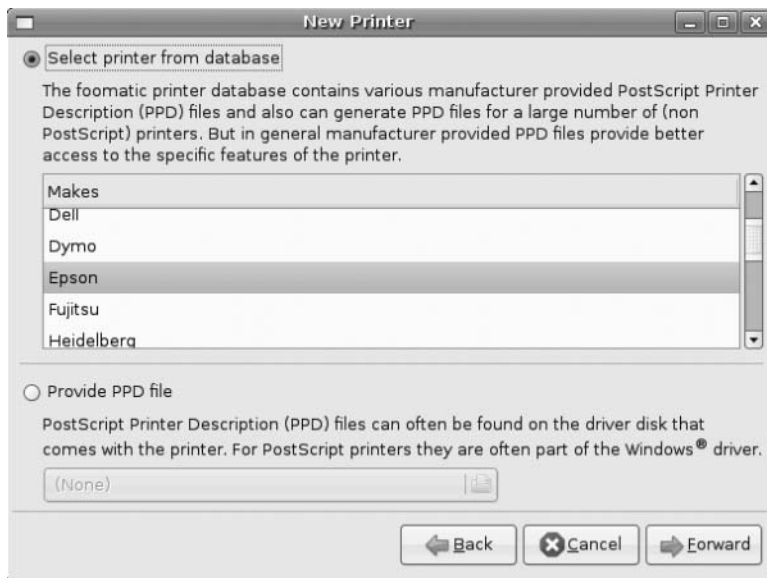 New Printer
Select printer from database
The foomatic printer database contains various manufacturer provided PostScript Printer
Description (PPD) files and also can generate PPD files for a large number of (non
PostScript) printers. But in general manufacturer provided PPD files provide better
access to the specific features of the printer.
Makes
Dell
Dymo
Epson
Fujitsu
Heidelberg
Provide PPD file
PostScript Printer Description (PPD) files can often be found on the driver disk that
comes with the printer. For PostScript printers they are often part of the Windows® driver.
(None)
Back Cancel Forward